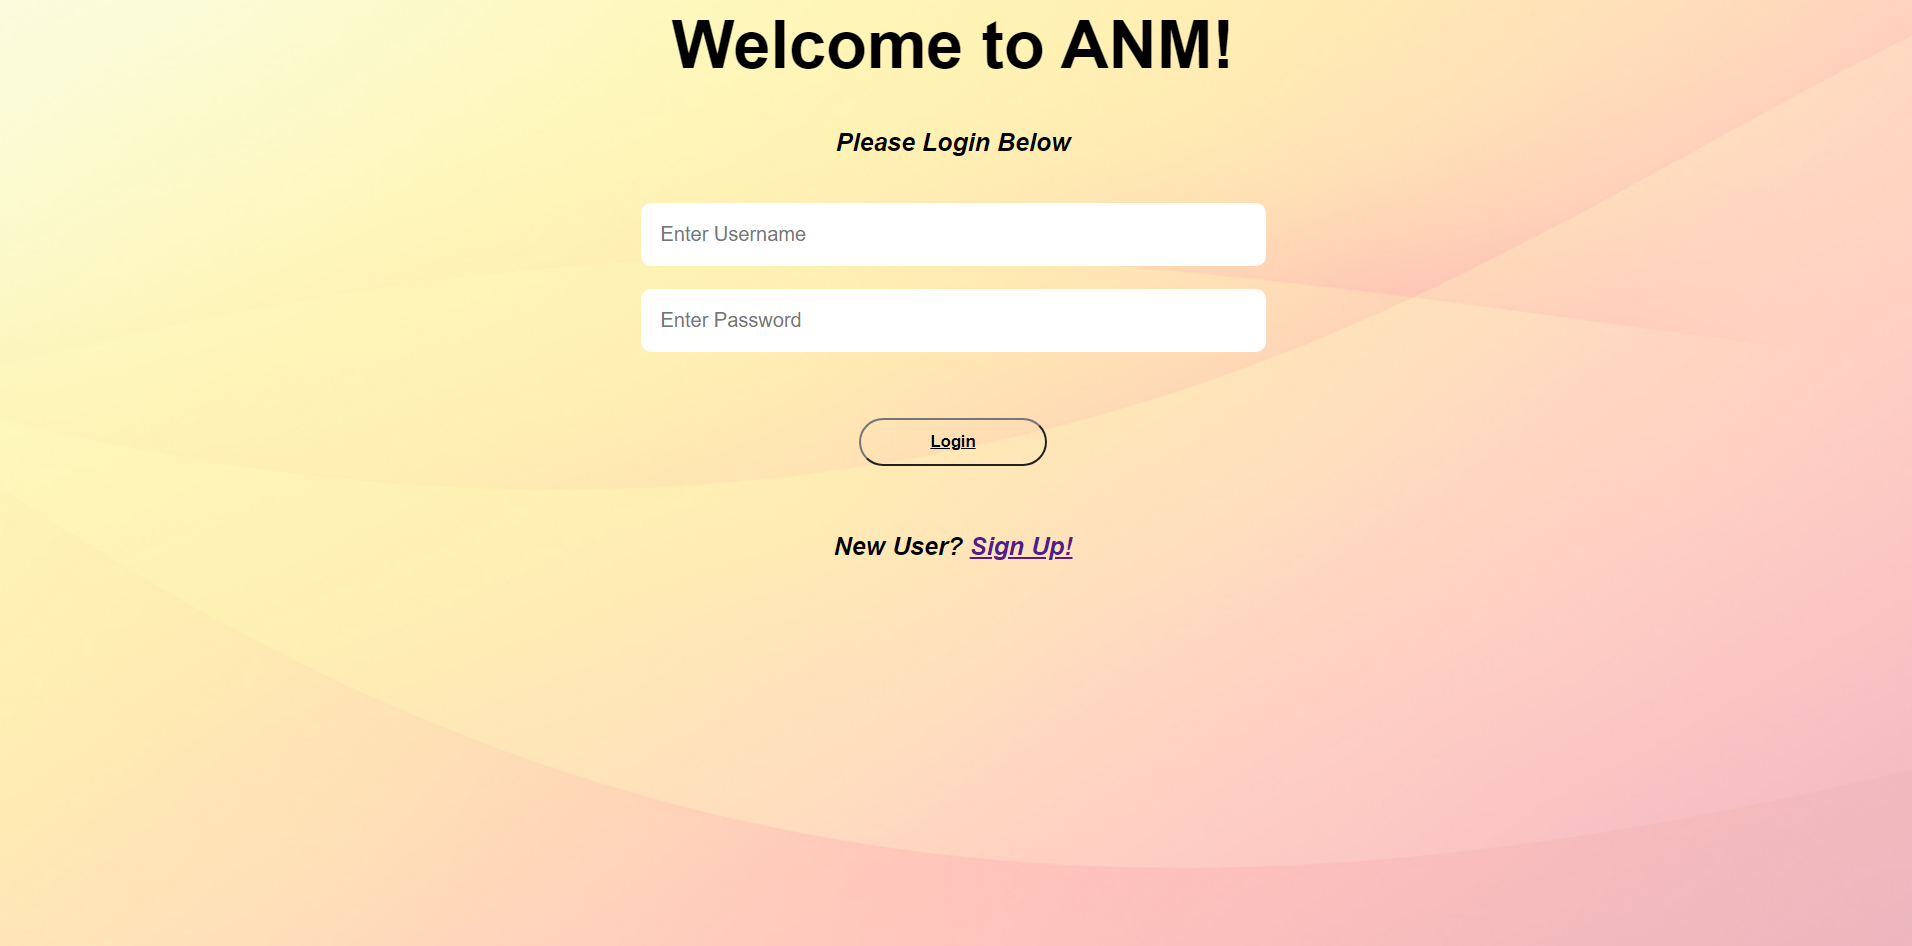 Welcome to ANM!
Please Login Below
Enter Username
Enter Password
Login
New User? Sign Up!